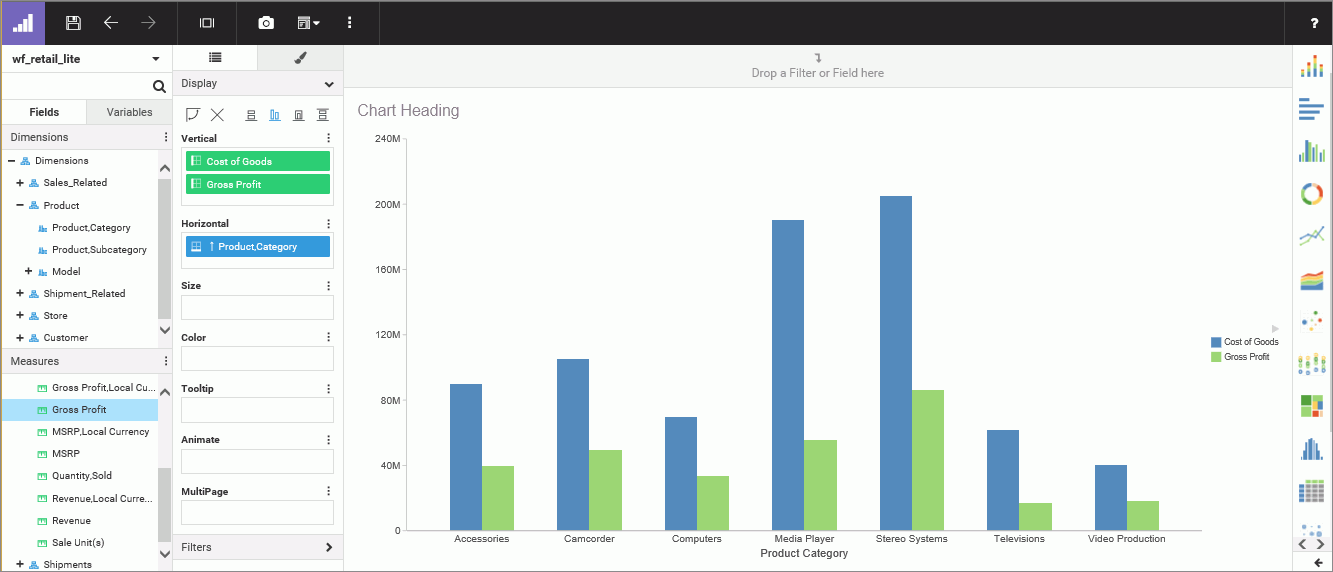 ?
wf_retail_lite
Fields
Variables
Dimensions
Dimensions
Sales_Related
Product
Product,Category
Product,Subcategory
Model
Shipment_Related
Store
Customer
Measures
Gross Profit,Local Cu...
Gross Profit
MSRP,Local Currency
MSRP
Quantity,Sold
Revenue,Local Curre...
Revenue
Sale Unit(s)
Shipments
Display
Vertical
Cost of Goods
Gross Profit
Horizontal
Product,Category
Size
Color
Tooltip
Animate
MultiPage
Filters
Drop a Filter or Field here
Chart Heading
240M
200M
160M
120M
80M
40M
0
Accessories
Camcorder
Computers
Media Player
Stereo Systems
Televisions
Video Production
Product Category
Cost of Goods
Gross Profit